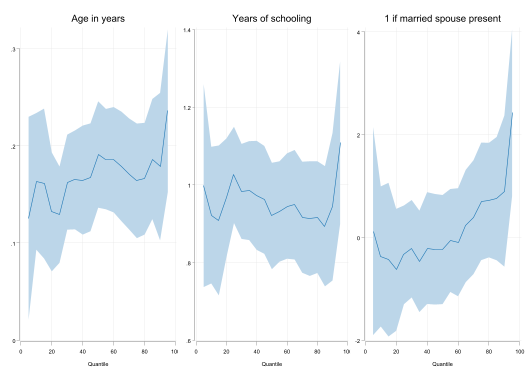 Age in years
.3
.2
.1
0
0 20 40 60 80 100
Quantile
Years of schooling
1.4
1.2
1
.8
.6
0 20 40 60 80 100
Quantile
1 if married spouse present
4
2
0
-2
0 20 40 60 80 100
Quantile